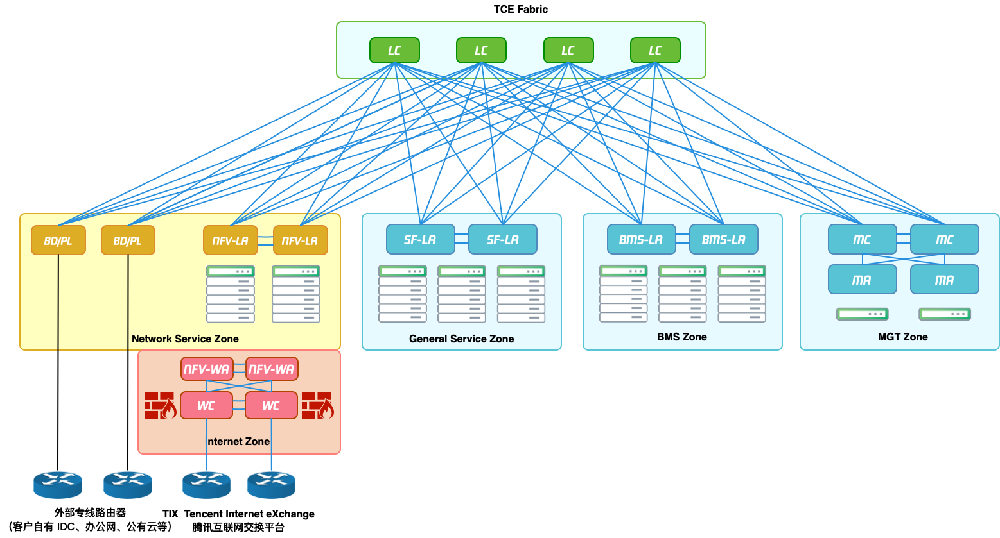 TCE Fabric
LC LC LC LC
BD/PL BD/PL NFV-LA NFV-LA SF-LA SF-LA BMS-LA BMS-LA MC MC
MA MA
Network Service Zone General Service Zone BMS Zone MGT Zone
NFV-WA NFV-WA
WC WC
Internet Zone
外部专线路由器
（客户自有 IDC、办公网、公有云等）
TIX Tencent Internet eXchange
腾讯互联网交换平台